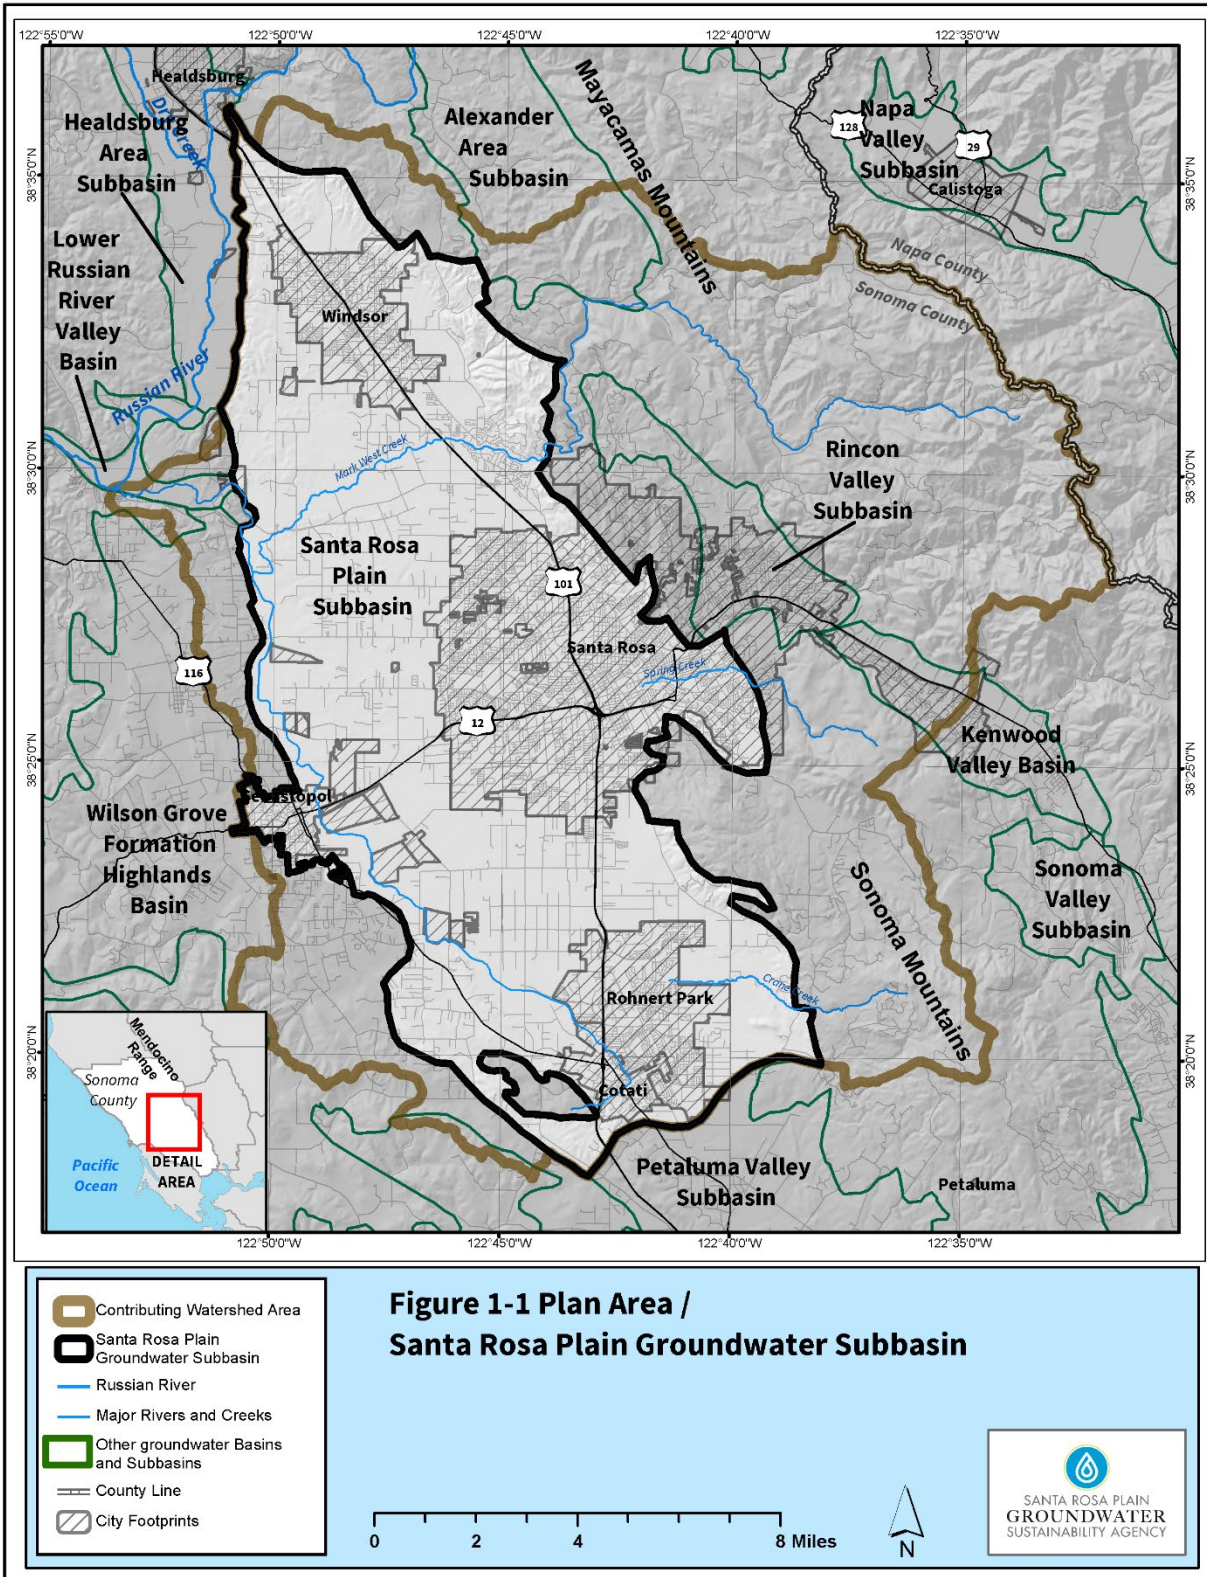 122°55'0"W
122°50'0"W
122°45'0"W
122°40'0"W
122°35'0"W
38°35'0"N
38°30'0"N
38°25'0"N
38°20'0"N
38°35'0"N
38°30'0"N
38°25'0"N
38°20'0"N
Healdsburg
Dry Creek
Healdsburg
Area
Subbasin
Alexander
Area
Subbasin
Mayacamas Mountains
Napa
Valley
Subbasin
128
29
Calistoga
Napa County
Sonoma County
Lower
Russian
River
Valley
Basin
Russian River
Windsor
Mark West Creek
Rincon
Valley
Subbasin
Santa Rosa
Plain
Subbasin
101
Santa Rosa
Spring Creek
116
12
Kenwood
Valley Basin
Sebastopol
Wilson Grove
Formation
Highlands
Basin
Sonoma
Valley
Subbasin
Sonoma Mountains
Rohnert Park
Crane Creek
Cotati
Petaluma Valley
Subbasin
Petaluma
Mendocino
Range
Sonoma
County
Pacific
Ocean
DETAIL
AREA
122°50'0"W
122°45'0"W
122°40'0"W
122°35'0"W
Contributing Watershed Area
Santa Rosa Plain
Groundwater Subbasin
Russian River
Major Rivers and Creeks
Other groundwater Basins
and Subbasins
County Line
City Footprints
Figure 1-1 Plan Area /
Santa Rosa Plain Groundwater Subbasin
0 2 4 8 Miles
N
SANTA ROSA PLAIN
GROUNDWATER
SUSTAINABILITY AGENCY